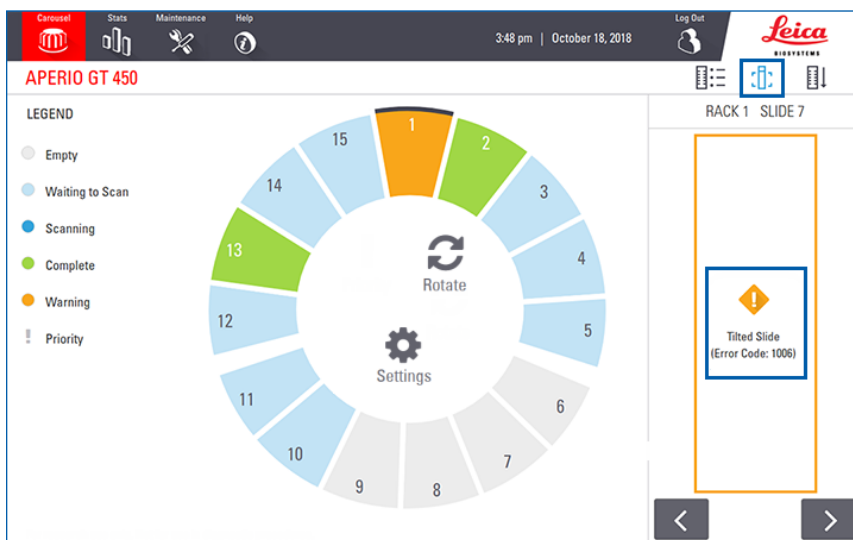 Carousel
Stats
Maintenance
Help
3:48 pm | October 18, 2018
Log Out
Leica
BIOSYSTEMS
APERIO GT 450
RACK 1 SLIDE 7
LEGEND
Empty
Waiting to Scan
Scanning
Complete
Warning
! Priority
1
2
3
4
5
6
7
8
9
10
11
12
13
14
15
Rotate
Settings
!
Tilted Slide
(Error Code: 1006)